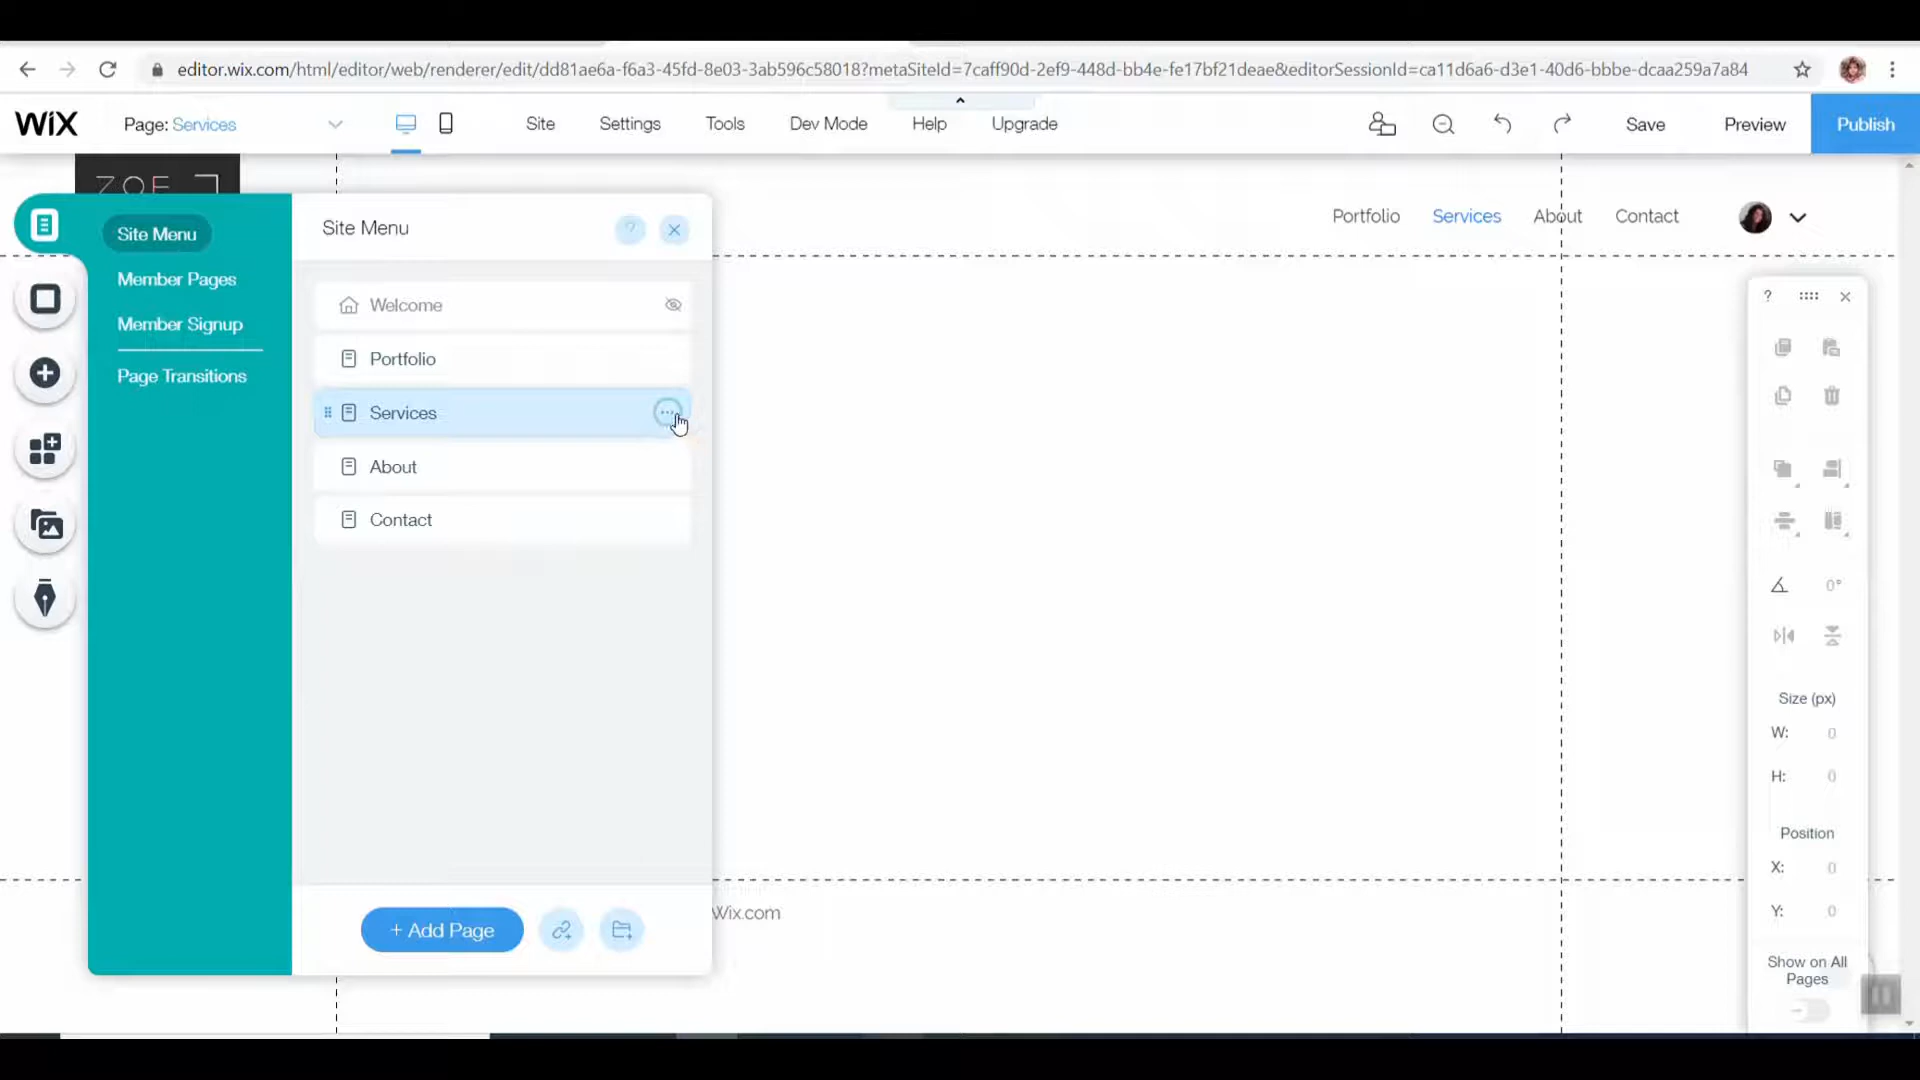 editor.wix.com/html/editor/web/renderer/edit/dd81ae6a-f6a3-45fd-8e03-3ab596c58018?metaSiteId=7caff90d-2ef9-448d-bb4e-fe17bf21deae&editorSessionId=ca11d6a6-d3e1-40d6-bbbe-dcaa259a7a84
WIX
Page: Services
Site
Settings
Tools
Dev Mode
Help
Upgrade
Save
Preview
Publish
ZOE
Portfolio
Services
About
Contact
Site Menu
Member Pages
Member Signup
Page Transitions
Site Menu
?
Welcome
Portfolio
Services
About
Contact
+ Add Page
Wix.com
?
0°
Size (px)
W: 0
H: 0
Position
X: 0
Y: 0
Show on All
Pages